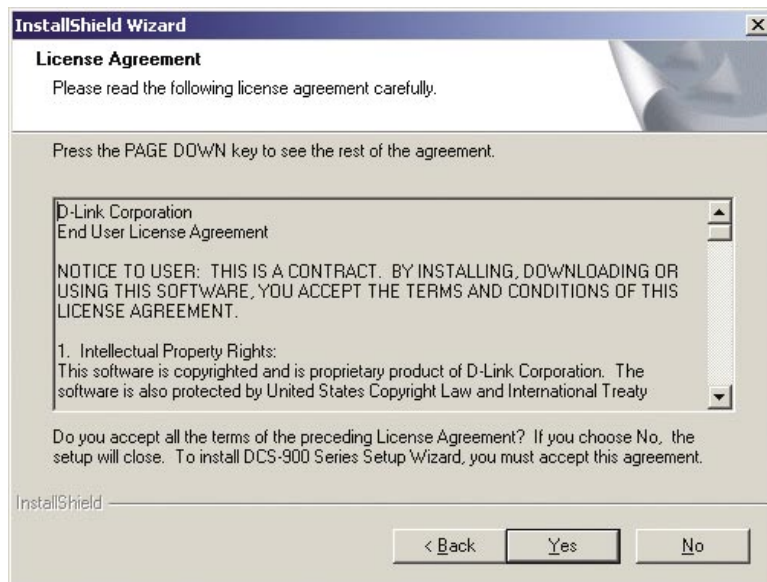 InstallShield Wizard
License Agreement
Please read the following license agreement carefully.
Press the PAGE DOWN key to see the rest of the agreement.
D-Link Corporation
End User License Agreement
NOTICE TO USER:  THIS IS A CONTRACT.  BY INSTALLING, DOWNLOADING OR
USING THIS SOFTWARE, YOU ACCEPT THE TERMS AND CONDITIONS OF THIS
LICENSE AGREEMENT.
1.  Intellectual Property Rights:
This software is copyrighted and is proprietary product of D-Link Corporation.  The
software is also protected by United States Copyright Law and International Treaty
Do you accept all the terms of the preceding License Agreement?  If you choose No,  the
setup will close.  To install DCS-900 Series Setup Wizard, you must accept this agreement.
InstallShield
< Back
Yes
No